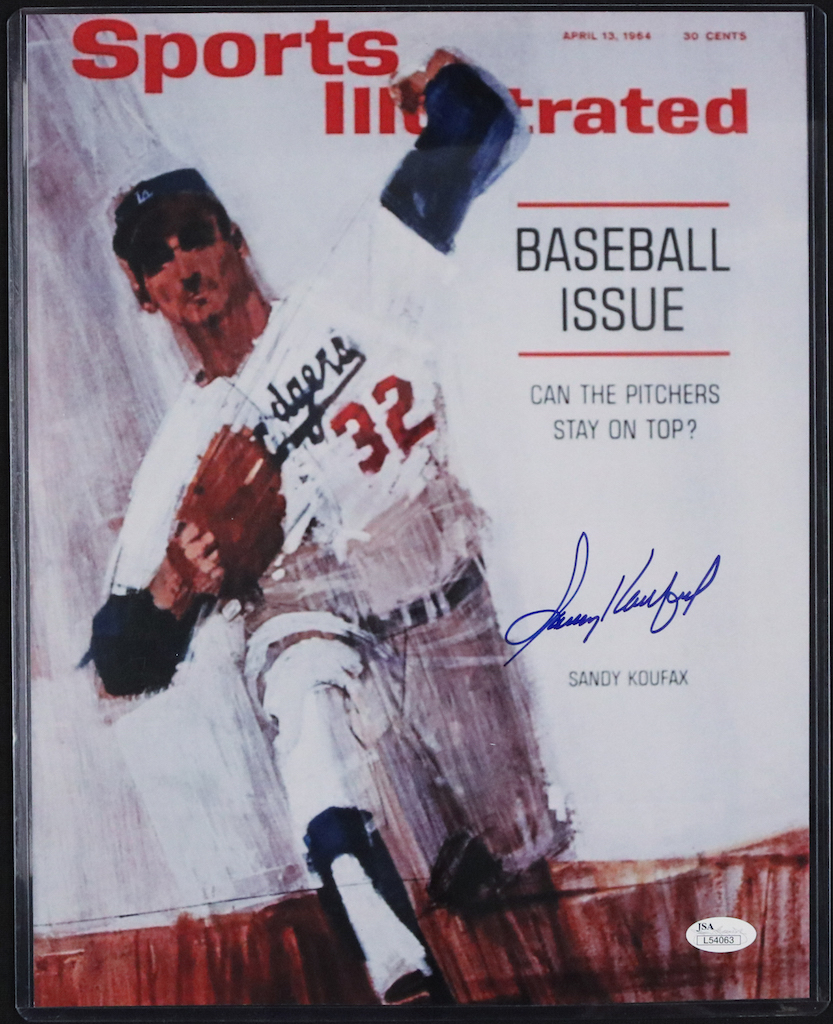 APRIL 13, 1964 30 CENTS
Sports
Illustrated
LA
BASEBALL
ISSUE
CAN THE PITCHERS
STAY ON TOP?
Dodgers
32
Sandy Koufax
SANDY KOUFAX
JSA
L54063